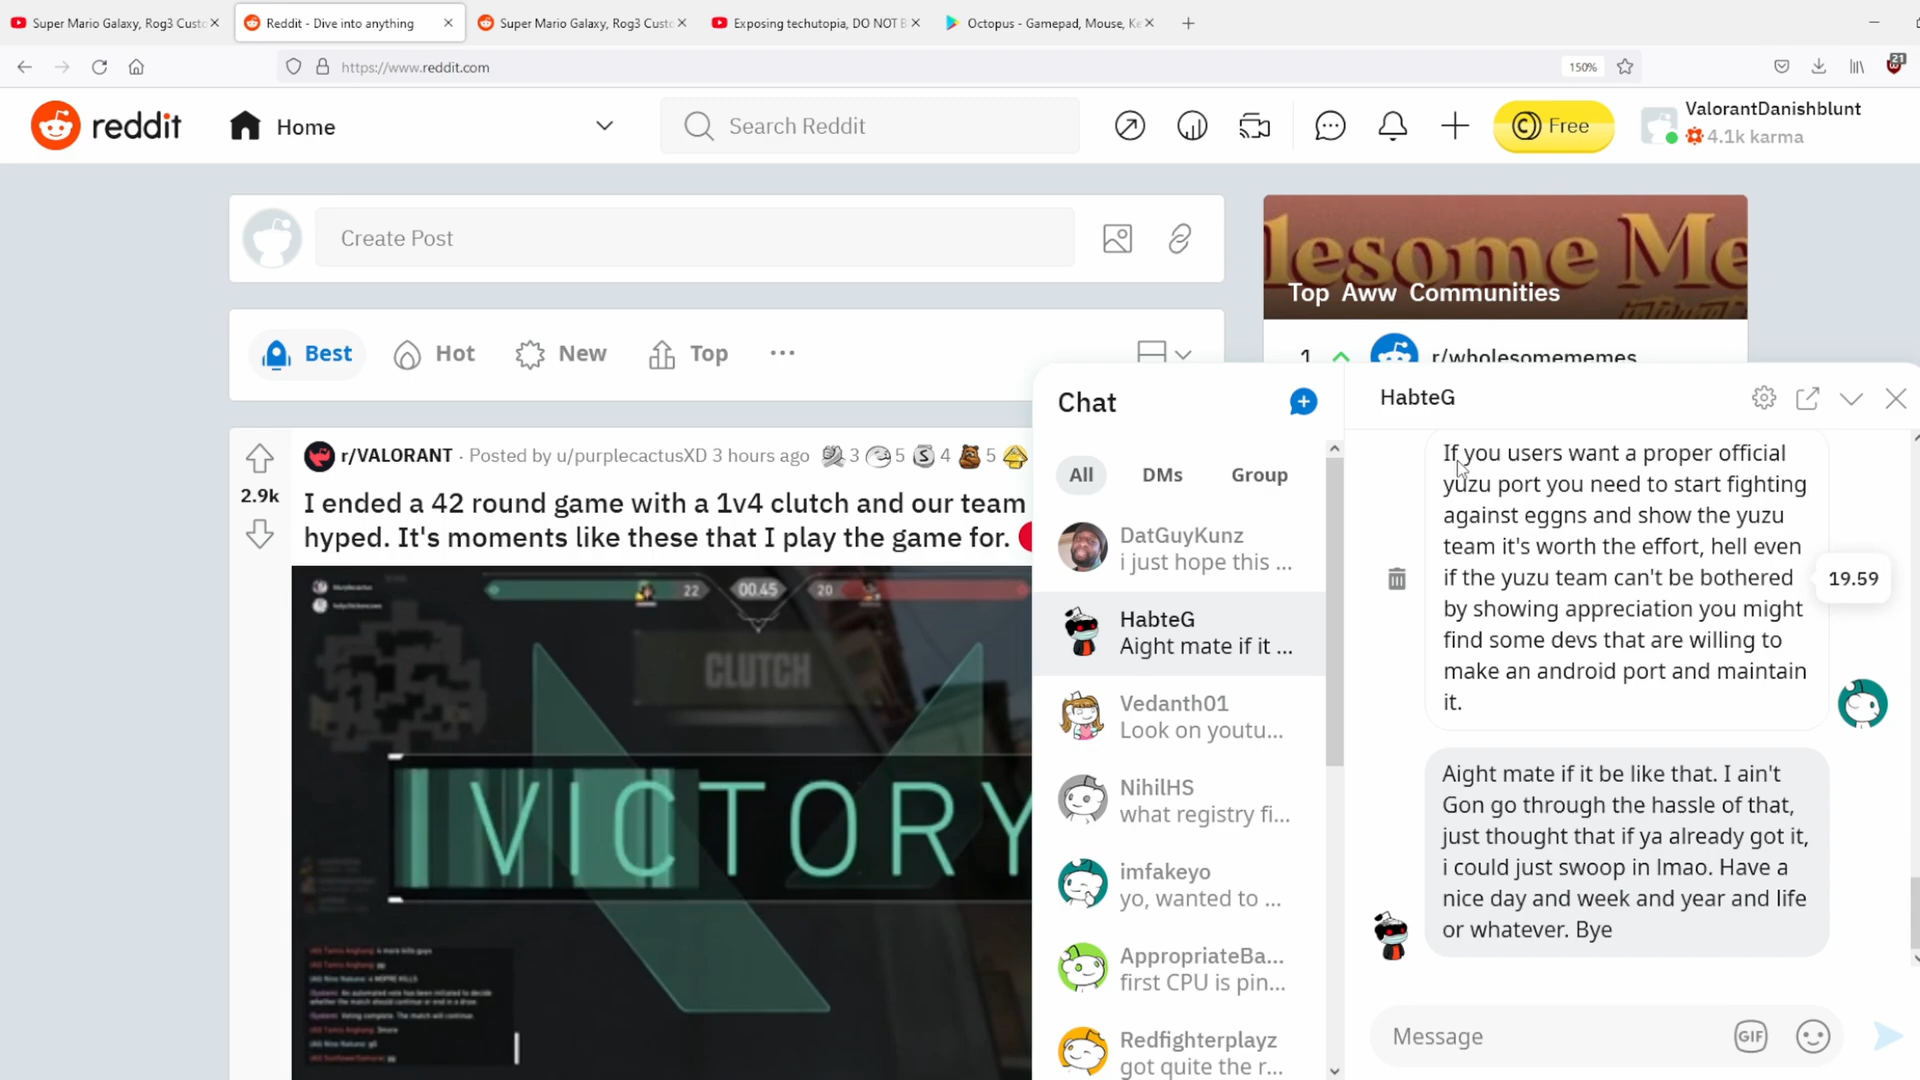 Super Mario Galaxy, Rog3 Custo
Reddit - Dive into anything
Super Mario Galaxy, Rog3 Custo
Exposing techutopia, DO NOT B
Octopus - Gamepad, Mouse, Ke
https://www.reddit.com
150%
21
reddit
Home
Search Reddit
Free
ValorantDanishblunt
4.1k karma
Create Post
lesome Me
Top Aww Communities
Best
Hot
New
Top
1
r/wholesomememes
r/VALORANT · Posted by u/purplecactusXD 3 hours ago
3
5
4
5
2.9k
I ended a 42 round game with a 1v4 clutch and our team
hyped. It's moments like these that I play the game for.
22
00.45
20
CLUTCH
VICTORY
Chat
All
DMs
Group
DatGuyKunz
i just hope this ...
HabteG
Aight mate if it ...
Vedanth01
Look on youtu...
NihilHS
what registry fi...
imfakeyo
yo, wanted to ...
AppropriateBa...
first CPU is pin...
Redfighterplayz
got quite the r...
HabteG
If you users want a proper official
yuzu port you need to start fighting
against eggns and show the yuzu
team it's worth the effort, hell even
if the yuzu team can't be bothered
by showing appreciation you might
find some devs that are willing to
make an android port and maintain
it.
19.59
Aight mate if it be like that. I ain't
Gon go through the hassle of that,
just thought that if ya already got it,
i could just swoop in lmao. Have a
nice day and week and year and life
or whatever. Bye
Message
GIF